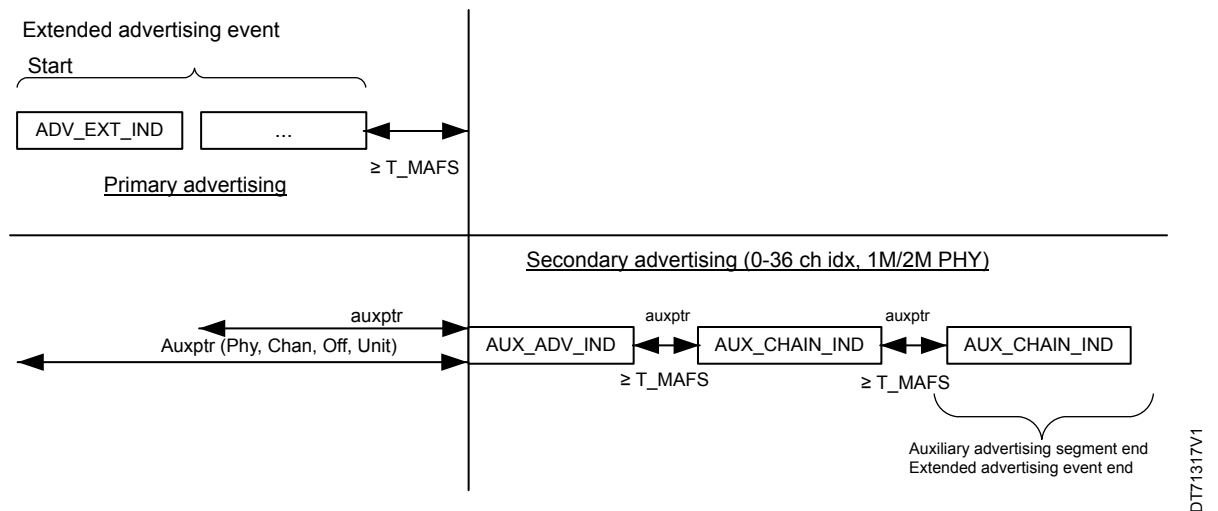 Extended advertising event
Start
ADV_EXT_IND
...
≥ T_MAFS
Primary advertising
Secondary advertising (0-36 ch idx, 1M/2M PHY)
auxptr
auxptr
auxptr
Auxptr (Phy, Chan, Off, Unit)
AUX_ADV_IND
AUX_CHAIN_IND
AUX_CHAIN_IND
≥ T_MAFS
≥ T_MAFS
Auxiliary advertising segment end
Extended advertising event end
DT71317V1